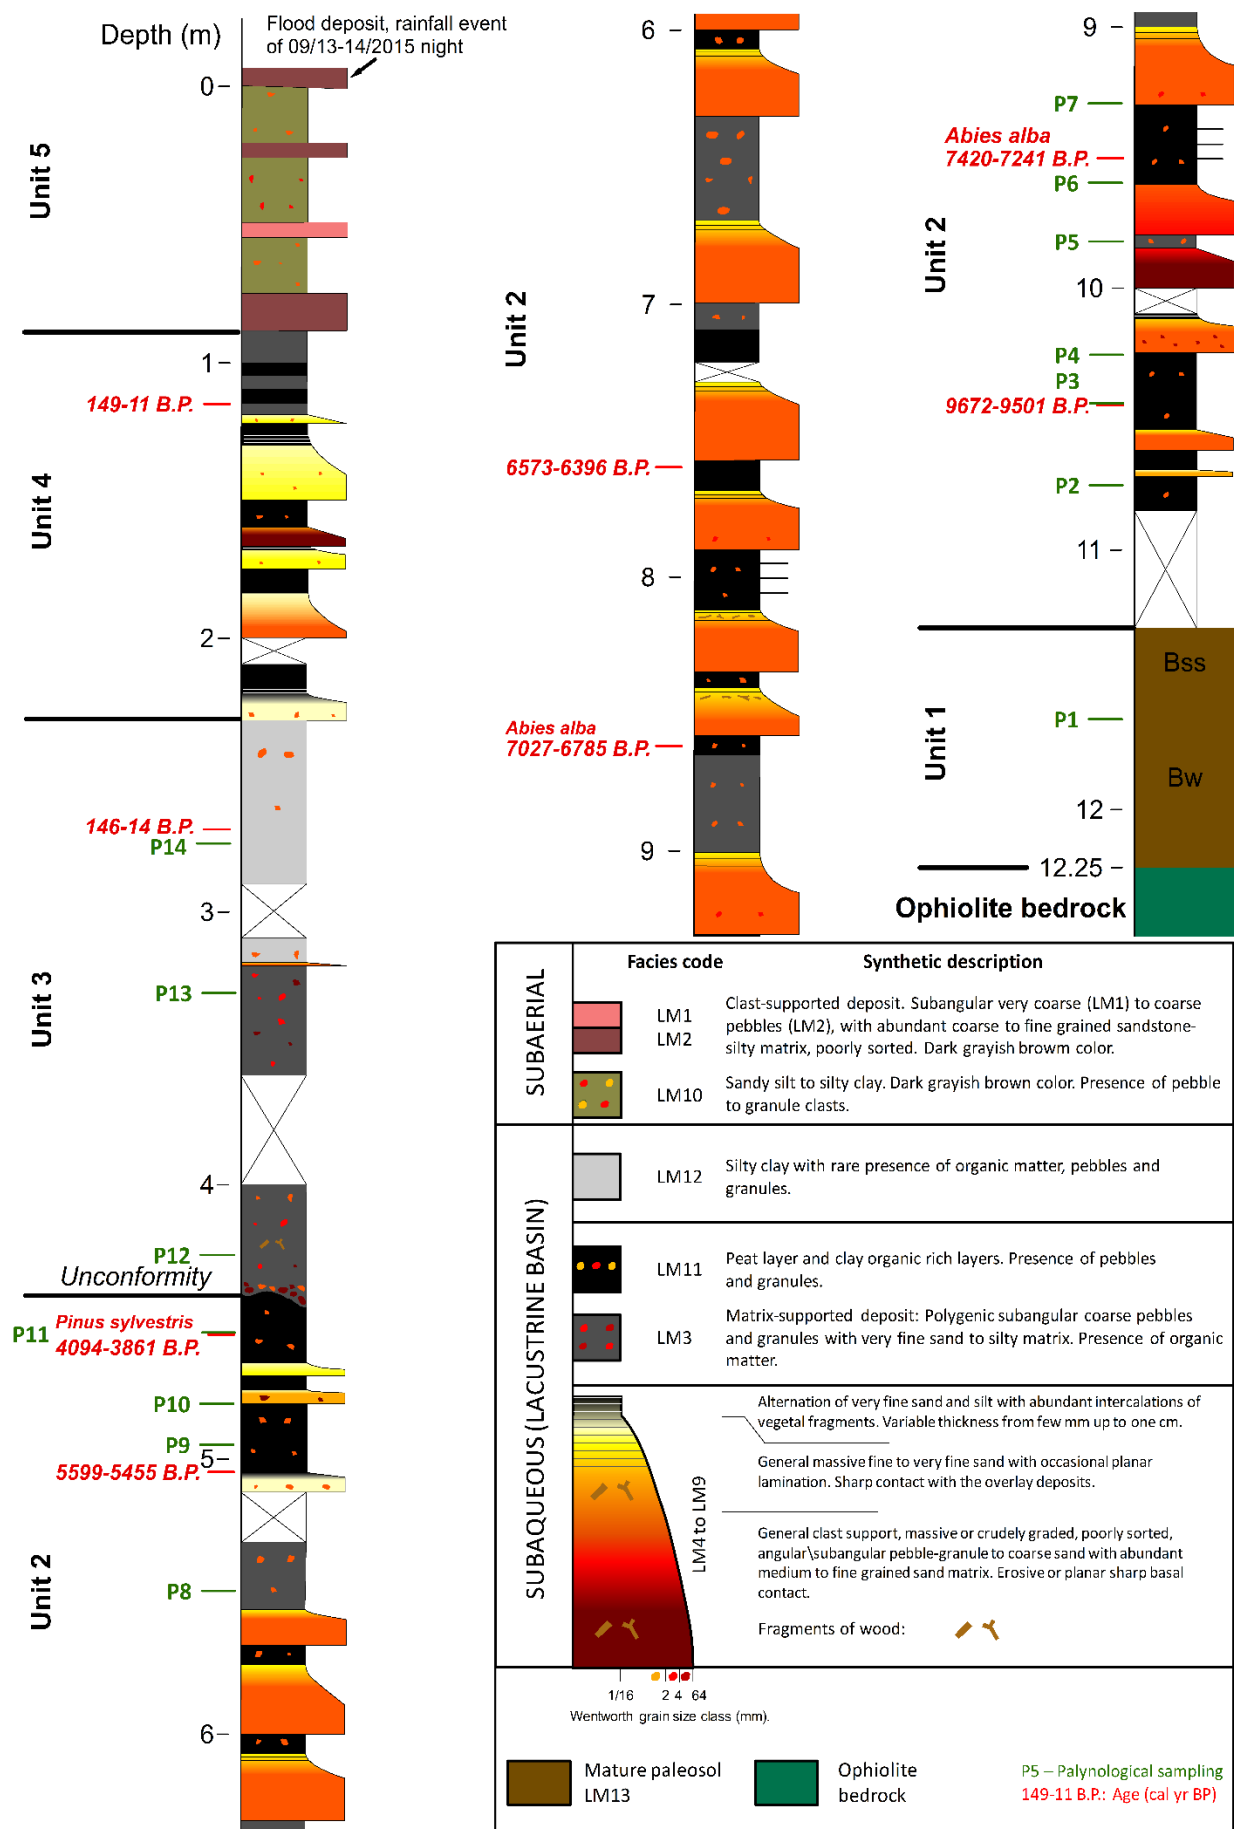 Depth (m)
Flood deposit, rainfall event
of 09/13-14/2015 night
0
Unit 5
1
149-11 B.P.
Unit 4
2
146-14 B.P.
P14
3
P13
Unit 3
4
P12
Unconformity
Pinus sylvestris
P11
4094-3861 B.P.
P10
P9
5
5599-5455 B.P.
P8
Unit 2
6
6
7
Unit 2
6573-6396 B.P.
8
Abies alba
7027-6785 B.P.
9
9
P7
Abies alba
7420-7241 B.P.
P6
Unit 2
P5
10
P4
P3
9672-9501 B.P.
P2
11
Bss
P1
Unit 1
Bw
12
12.25
Ophiolite bedrock
Facies code
Synthetic description
SUBAERIAL
LM1
LM2
Clast-supported deposit. Subangular very coarse (LM1) to coarse
pebbles (LM2), with abundant coarse to fine grained sandstone-
silty matrix, poorly sorted. Dark grayish browm color.
LM10
Sandy silt to silty clay. Dark grayish brown color. Presence of pebble
to granule clasts.
SUBAQUEOUS (LACUSTRINE BASIN)
LM12
Silty clay with rare presence of organic matter, pebbles and
granules.
LM11
Peat layer and clay organic rich layers. Presence of pebbles
and granules.
LM3
Matrix-supported deposit: Polygenic subangular coarse pebbles
and granules with very fine sand to silty matrix. Presence of organic
matter.
LM4 to LM9
Alternation of very fine sand and silt with abundant intercalations of
vegetal fragments. Variable thickness from few mm up to one cm.
General massive fine to very fine sand with occasional planar
lamination. Sharp contact with the overlay deposits.
General clast support, massive or crudely graded, poorly sorted,
angular\subangular pebble-granule to coarse sand with abundant
medium to fine grained sand matrix. Erosive or planar sharp basal
contact.
Fragments of wood:
1/16 2 4 64
Wentworth grain size class (mm).
Mature paleosol
LM13
Ophiolite
bedrock
P5 – Palynological sampling
149-11 B.P.: Age (cal yr BP)